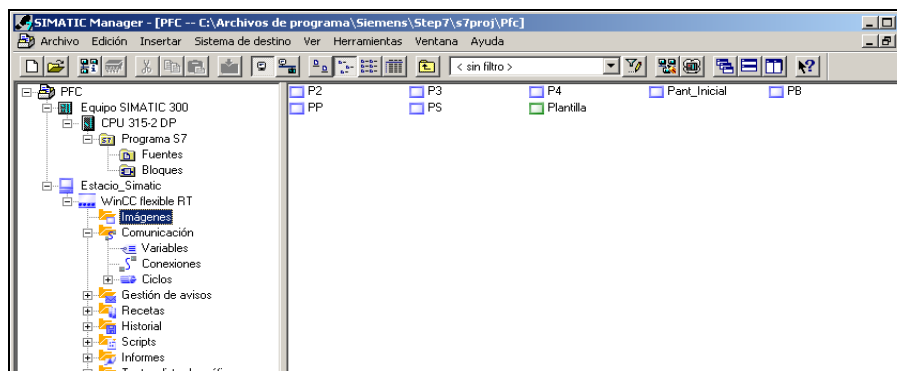 SIMATIC Manager - [PFC -- C:\Archivos de programa\Siemens\Step7\s7proj\Pfc]
Archivo Edición Insertar Sistema de destino Ver Herramientas Ventana Ayuda
< sin filtro >
PFC
Equipo SIMATIC 300
CPU 315-2 DP
Programa S7
Fuentes
Bloques
Estacio_Simatic
WinCC flexible RT
Imágenes
Comunicación
Variables
Conexiones
Ciclos
Gestión de avisos
Recetas
Historial
Scripts
Informes
P2 P3 P4 Pant_Inicial PB
PP PS Plantilla